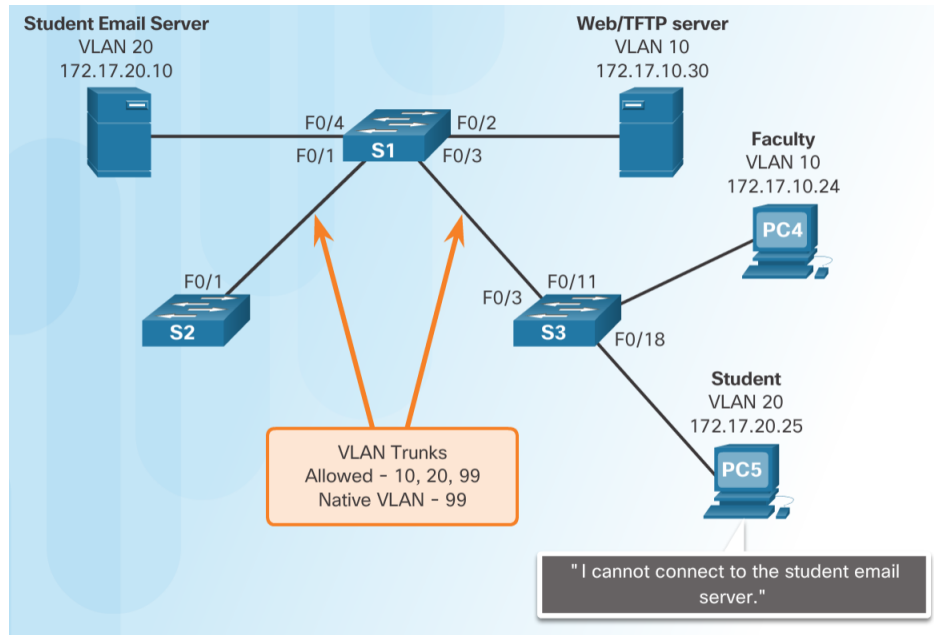 Student Email Server
VLAN 20
172.17.20.10
Web/TFTP server
VLAN 10
172.17.10.30
F0/4
F0/2
S1
F0/1
F0/3
Faculty
VLAN 10
172.17.10.24
PC4
F0/1
S2
F0/11
F0/3
S3
F0/18
Student
VLAN 20
172.17.20.25
PC5
VLAN Trunks
Allowed - 10, 20, 99
Native VLAN - 99
"I cannot connect to the student email
server."